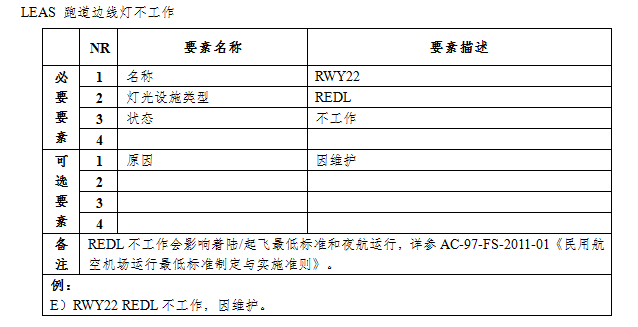 LEAS 跑道边线灯不工作
NR 要素名称 要素描述
必要要素
1 名称 RWY22
2 灯光设施类型 REDL
3 状态 不工作
4
可选要素
1 原因 因维护
2
3
4
备注
REDL 不工作会影响着陆/起飞最低标准和夜航运行，详参 AC-97-FS-2011-01《民用航
空机场运行最低标准制定与实施准则》。
例：
E）RWY22 REDL 不工作，因维护。